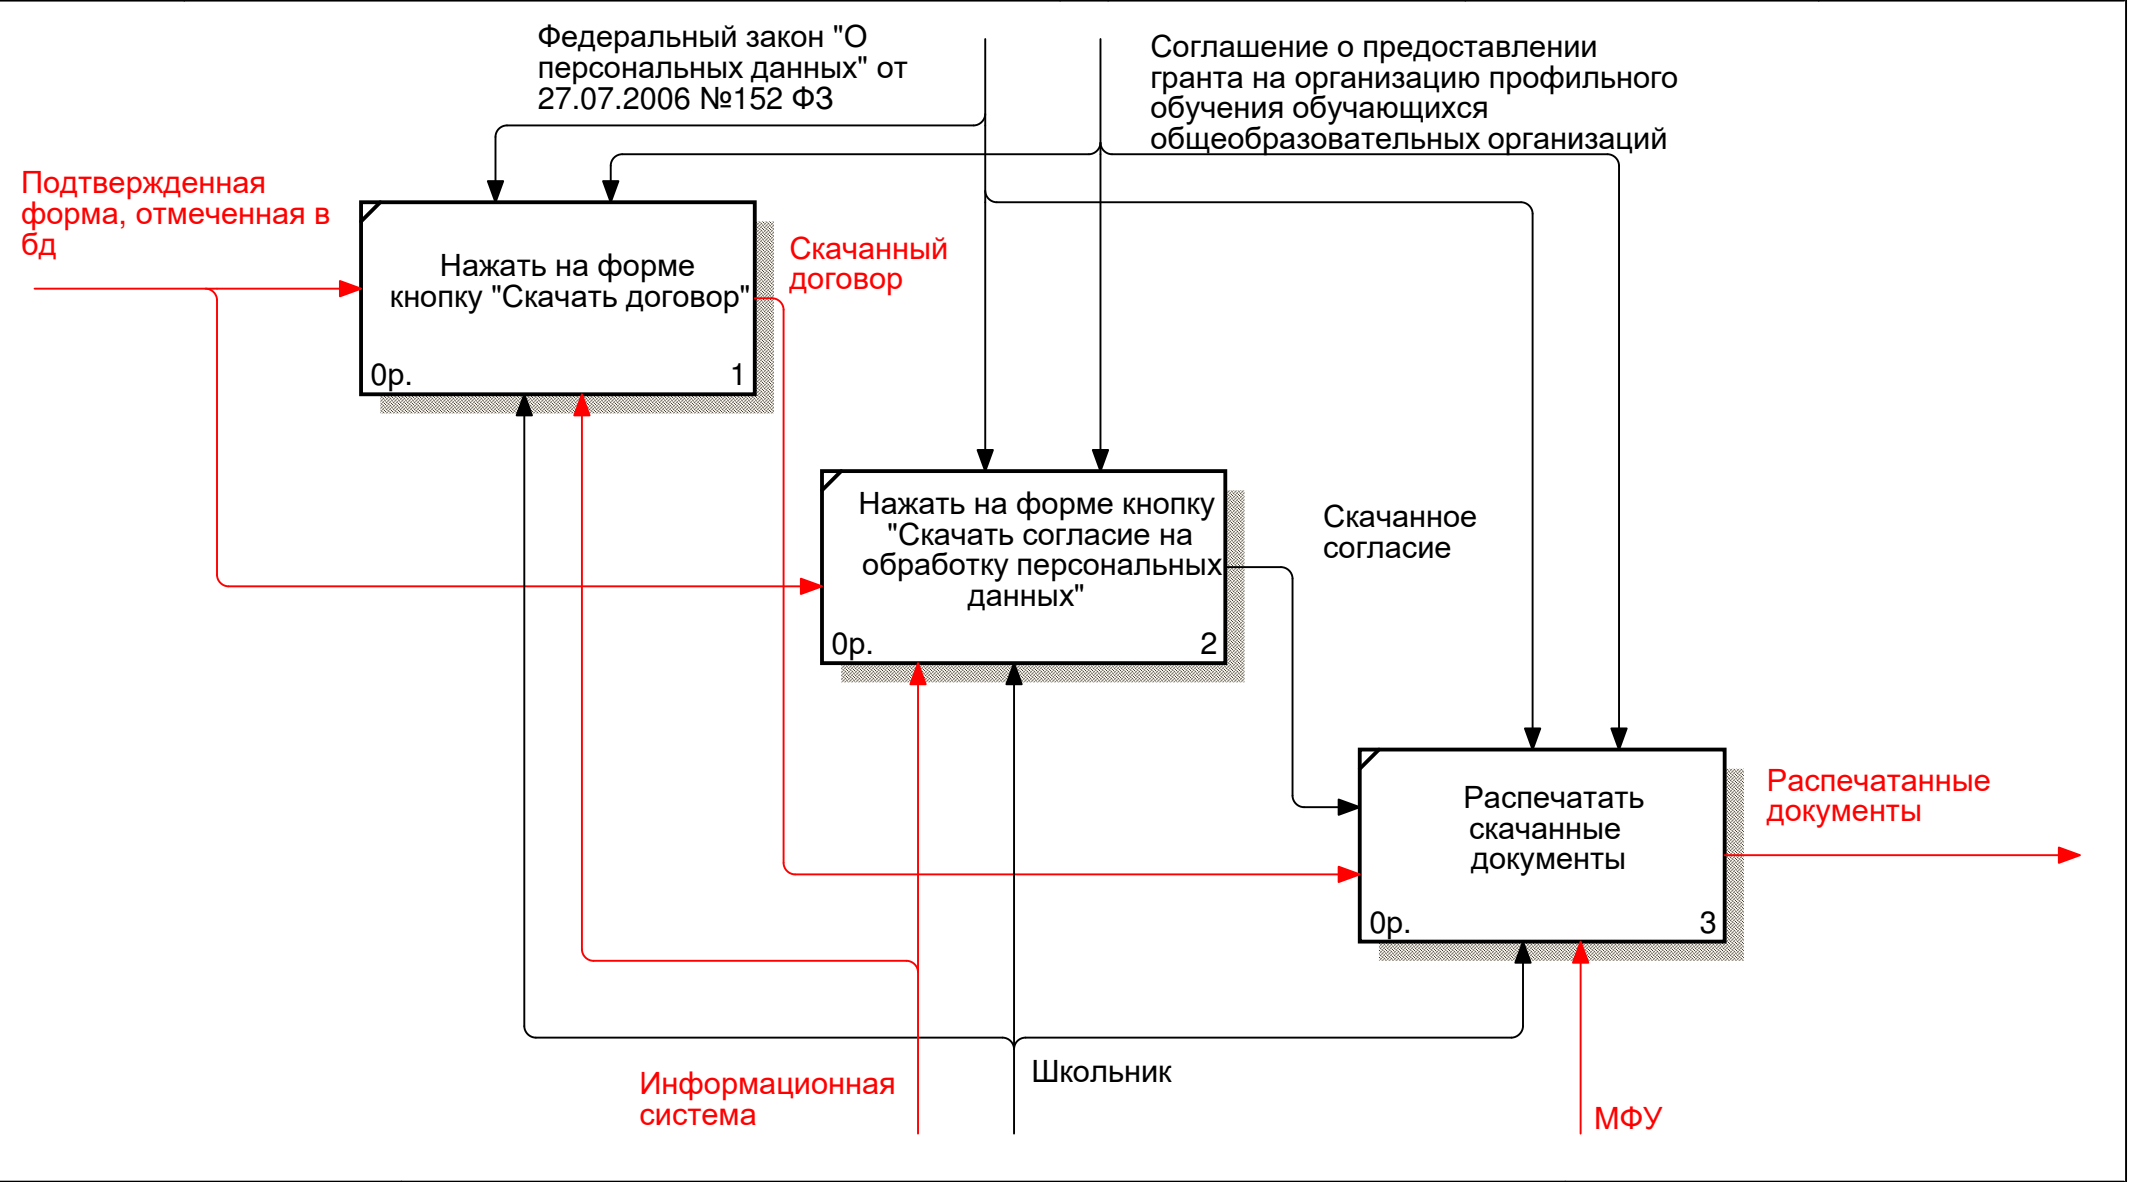 Федеральный закон "О
персональных данных" от
27.07.2006 №152 ФЗ
Соглашение о предоставлении
гранта на организацию профильного
обучения обучающихся
общеобразовательных организаций
Подтвержденная
форма, отмеченная в
бд
Нажать на форме
кнопку "Скачать договор"
0р.
1
Скачанный
договор
Нажать на форме кнопку
"Скачать согласие на
обработку персональных
данных"
0р.
2
Скачанное
согласие
Распечатать
скачанные
документы
0р.
3
Распечатанные
документы
Информационная
система
Школьник
МФУ